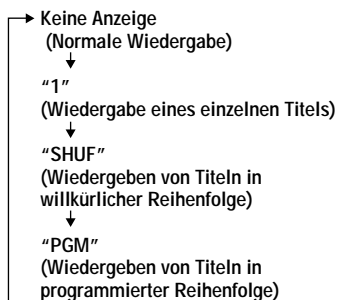 Keine Anzeige
(Normale Wiedergabe)
“1”
(Wiedergabe eines einzelnen Titels)
“SHUF”
(Wiedergeben von Titeln in
willkürlicher Reihenfolge)
“PGM”
(Wiedergeben von Titeln in
programmierter Reihenfolge)